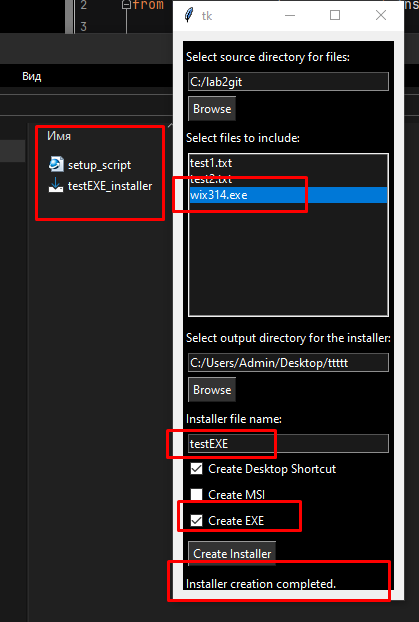 2
from
ns
3
4
Вид
Имя
setup_script
testEXE_installer
tk
Select source directory for files:
C:/lab2git
Browse
Select files to include:
test1.txt
test2.txt
wix314.exe
Select output directory for the installer:
C:/Users/Admin/Desktop/ttttt
Browse
Installer file name:
testEXE
Create Desktop Shortcut
Create MSI
Create EXE
Create Installer
Installer creation completed.